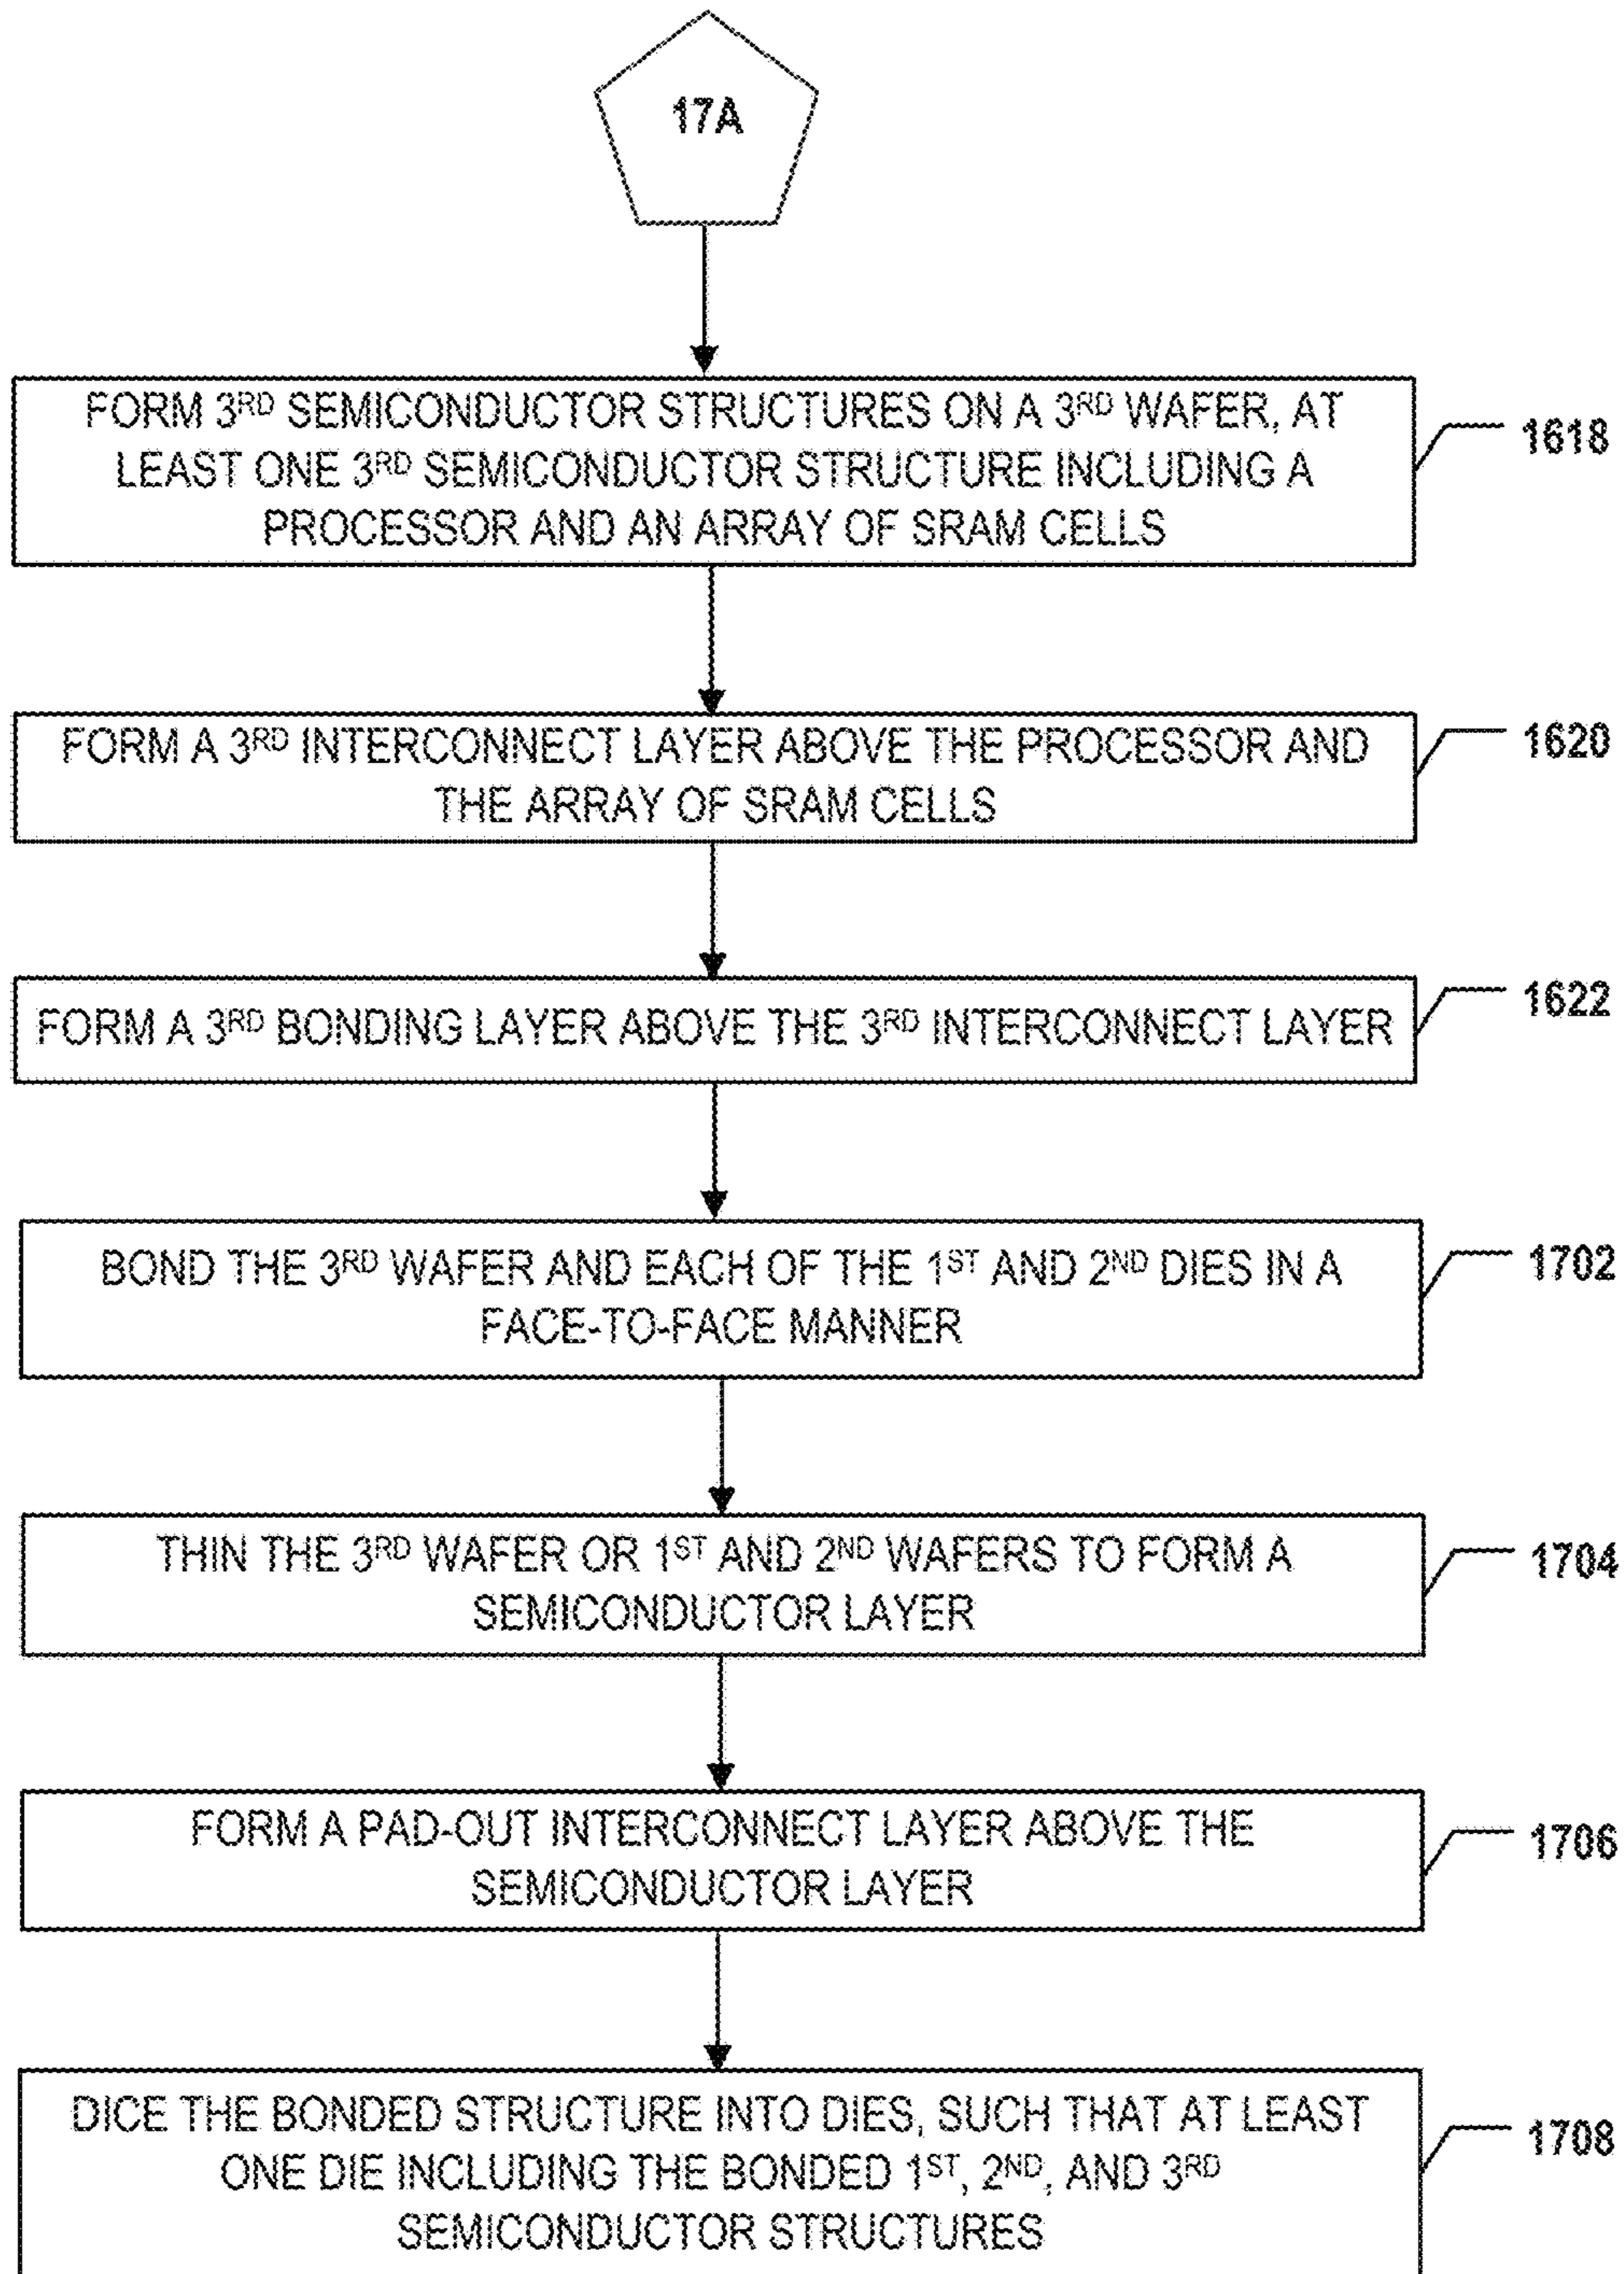 17A
FORM 3RD SEMICONDUCTOR STRUCTURES ON A 3RD WAFER, AT
LEAST ONE 3RD SEMICONDUCTOR STRUCTURE INCLUDING A
PROCESSOR AND AN ARRAY OF SRAM CELLS
1618
FORM A 3RD INTERCONNECT LAYER ABOVE THE PROCESSOR AND
THE ARRAY OF SRAM CELLS
1620
FORM A 3RD BONDING LAYER ABOVE THE 3RD INTERCONNECT LAYER
1622
BOND THE 3RD WAFER AND EACH OF THE 1ST AND 2ND DIES IN A
FACE-TO-FACE MANNER
1702
THIN THE 3RD WAFER OR 1ST AND 2ND WAFERS TO FORM A
SEMICONDUCTOR LAYER
1704
FORM A PAD-OUT INTERCONNECT LAYER ABOVE THE
SEMICONDUCTOR LAYER
1706
DICE THE BONDED STRUCTURE INTO DIES, SUCH THAT AT LEAST
ONE DIE INCLUDING THE BONDED 1ST, 2ND, AND 3RD
SEMICONDUCTOR STRUCTURES
1708